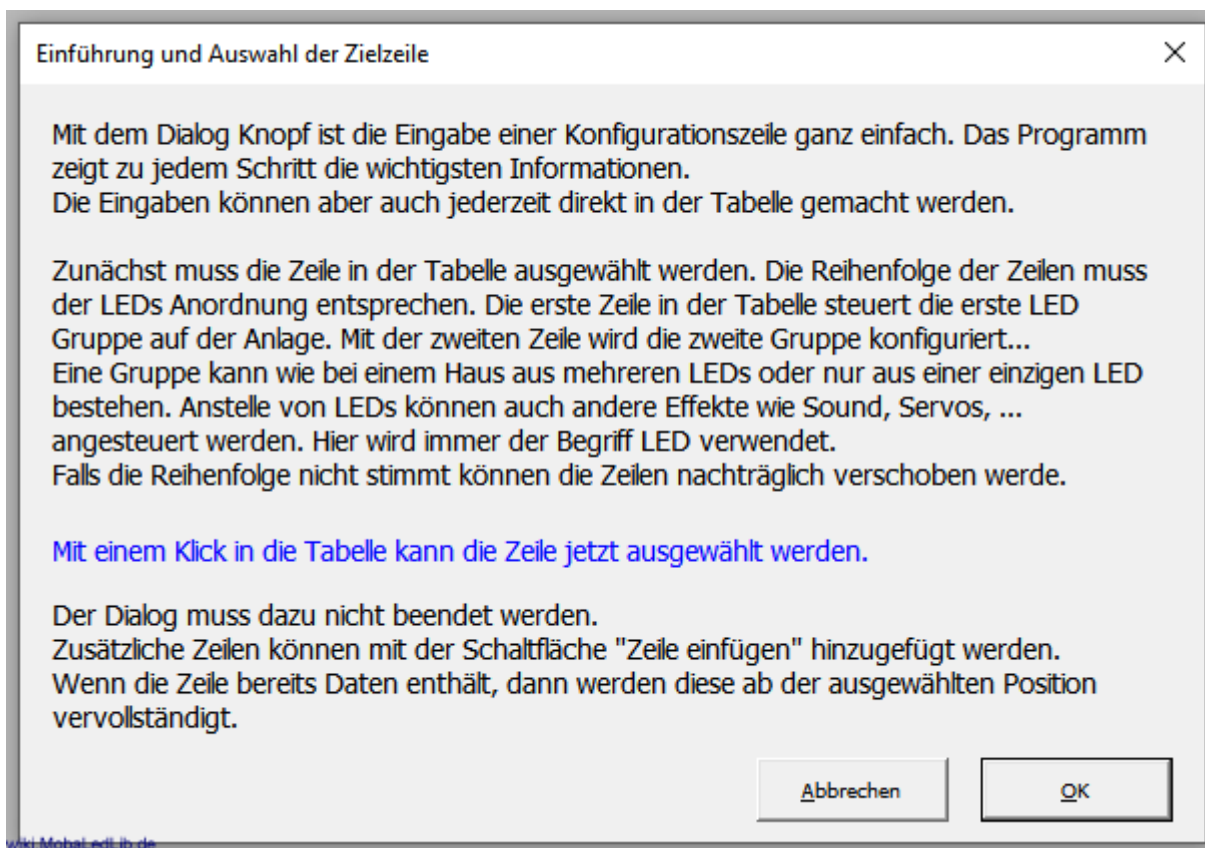 Einführung und Auswahl der Zielzeile
Mit dem Dialog Knopf ist die Eingabe einer Konfigurationszeile ganz einfach. Das Programm
zeigt zu jedem Schritt die wichtigsten Informationen.
Die Eingaben können aber auch jederzeit direkt in der Tabelle gemacht werden.
Zunächst muss die Zeile in der Tabelle ausgewählt werden. Die Reihenfolge der Zeilen muss
der LEDs Anordnung entsprechen. Die erste Zeile in der Tabelle steuert die erste LED
Gruppe auf der Anlage. Mit der zweiten Zeile wird die zweite Gruppe konfiguriert...
Eine Gruppe kann wie bei einem Haus aus mehreren LEDs oder nur aus einer einzigen LED
bestehen. Anstelle von LEDs können auch andere Effekte wie Sound, Servos, ...
angesteuert werden. Hier wird immer der Begriff LED verwendet.
Falls die Reihenfolge nicht stimmt können die Zeilen nachträglich verschoben werde.
Mit einem Klick in die Tabelle kann die Zeile jetzt ausgewählt werden.
Der Dialog muss dazu nicht beendet werden.
Zusätzliche Zeilen können mit der Schaltfläche "Zeile einfügen" hinzugefügt werden.
Wenn die Zeile bereits Daten enthält, dann werden diese ab der ausgewählten Position
vervollständigt.
Abbrechen OK
wiki.MobaLedLib.de